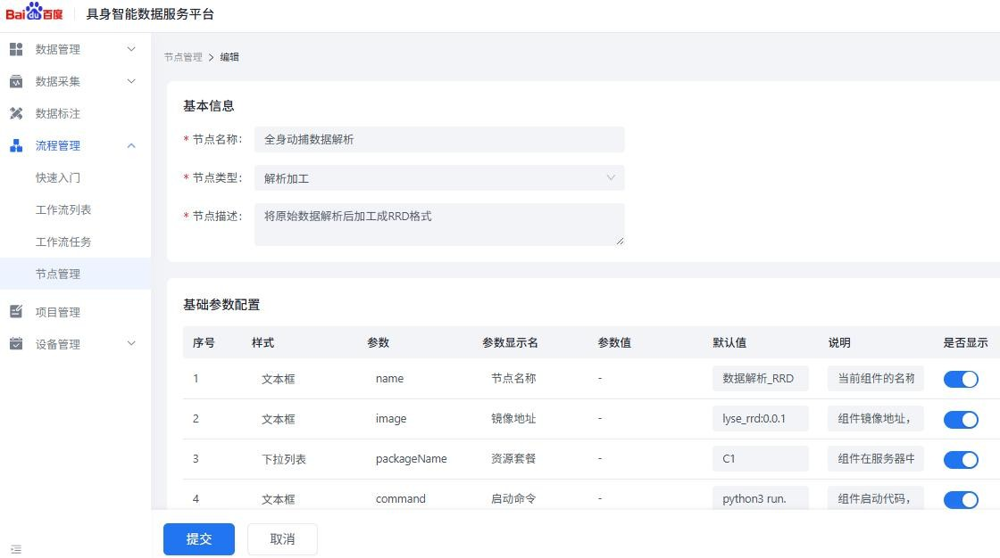 Bai du 百度 具身智能数据服务平台
数据管理
数据采集
数据标注
流程管理
快速入门
工作流列表
工作流任务
节点管理
项目管理
设备管理
节点管理 > 编辑
基本信息
* 节点名称: 全身动捕数据解析
* 节点类型: 解析加工
* 节点描述: 将原始数据解析后加工成RRD格式
基础参数配置
序号 样式 参数 参数显示名 参数值 默认值 说明 是否显示
1 文本框 name 节点名称 - 数据解析_RRD 当前组件的名称
2 文本框 image 镜像地址 - lyse_rrd:0.0.1 组件镜像地址，
3 下拉列表 packageName 资源套餐 - C1 组件在服务器中
4 文本框 command 启动命令 - python3 run. 组件启动代码，
提交 取消